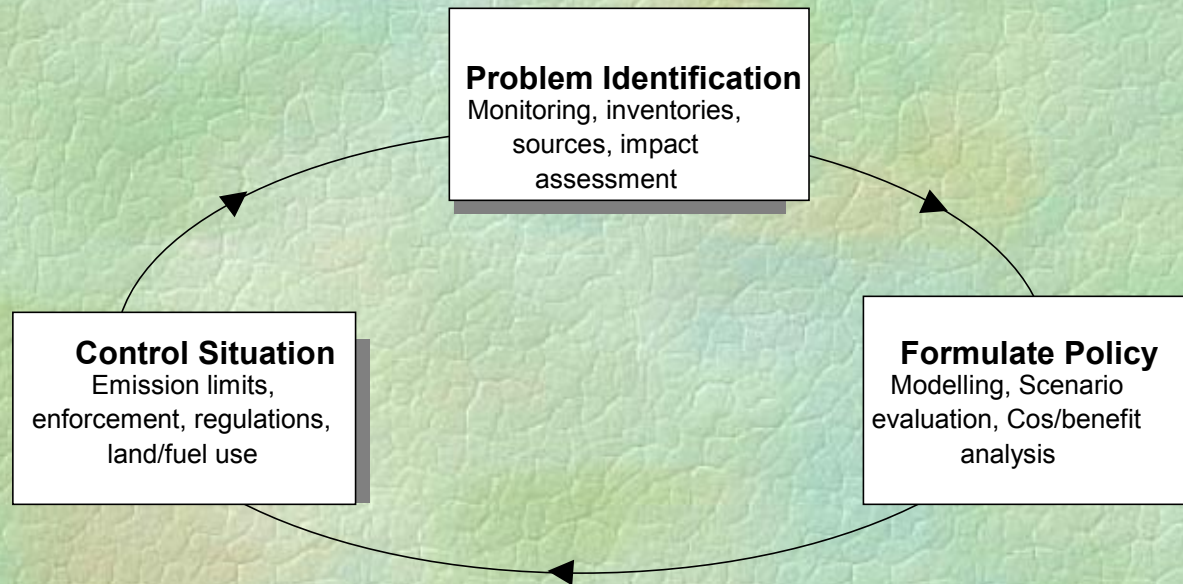 Problem Identification
Monitoring, inventories,
sources, impact
assessment
Control Situation
Emission limits,
enforcement, regulations,
land/fuel use
Formulate Policy
Modelling, Scenario
evaluation, Cos/benefit
analysis